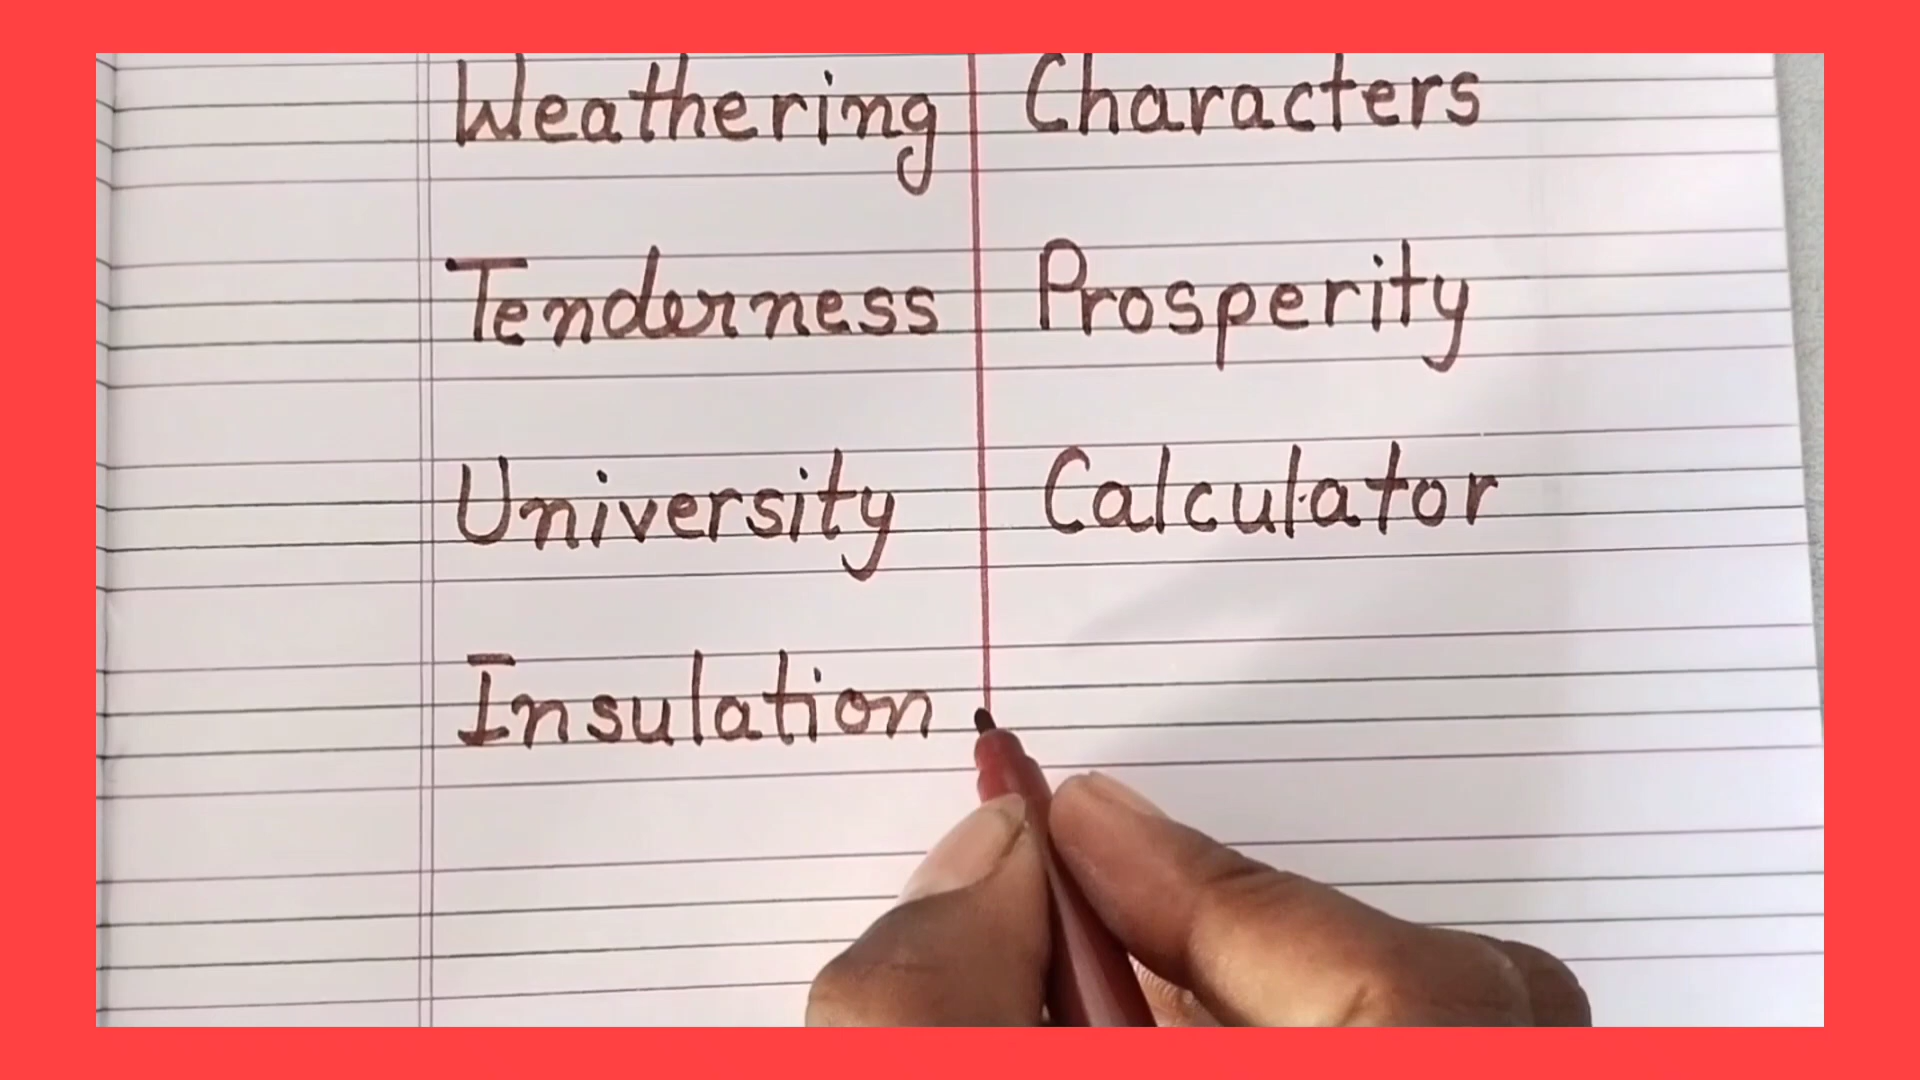 Weathering Characters
Tenderness Prosperity
University Calculator
Insulation